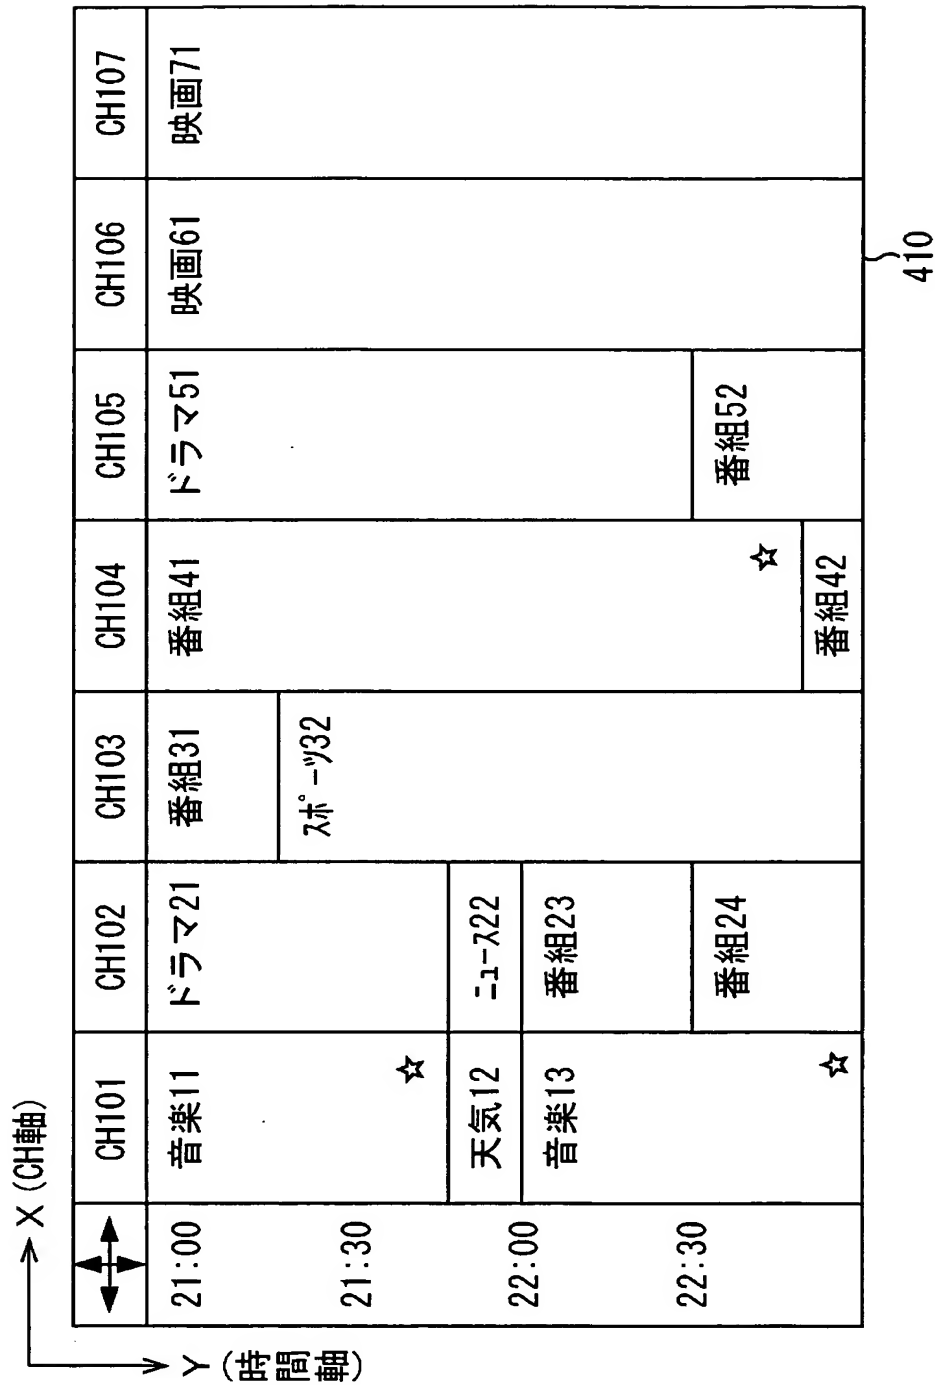 X (CH軸)
Y (時間軸)
CH101
CH102
CH103
CH104
CH105
CH106
CH107
21:00
21:30
22:00
22:30
音楽11
☆
天気12
音楽13
☆
ドラマ21
ニュース22
番組23
番組24
番組31
スポーツ32
番組41
☆
番組42
ドラマ51
番組52
映画61
映画71
410